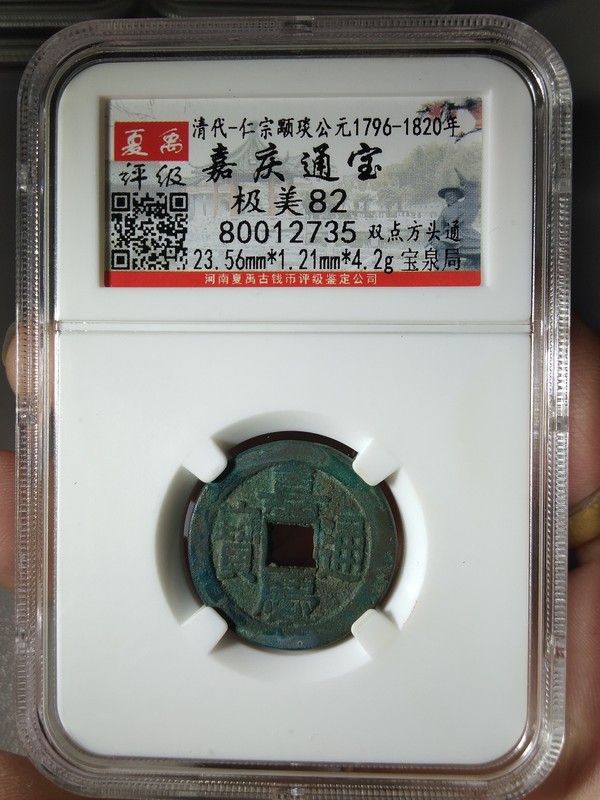 清代-仁宗颙琰公元1796-1820年
夏禹
评级
嘉庆通宝
极美82
80012735 双点方头通
23.56mm*1.21mm*4.2g 宝泉局
河南夏禹古钱币评级鉴定公司
嘉慶通寶